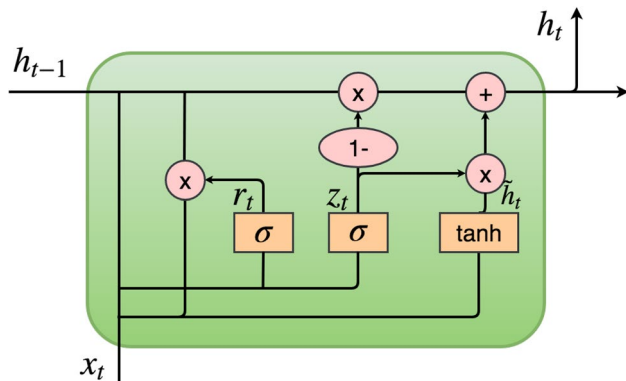 h_t
h_{t-1}
x +
1-
x x
r_t z_t h̃_t
σ σ tanh
x_t